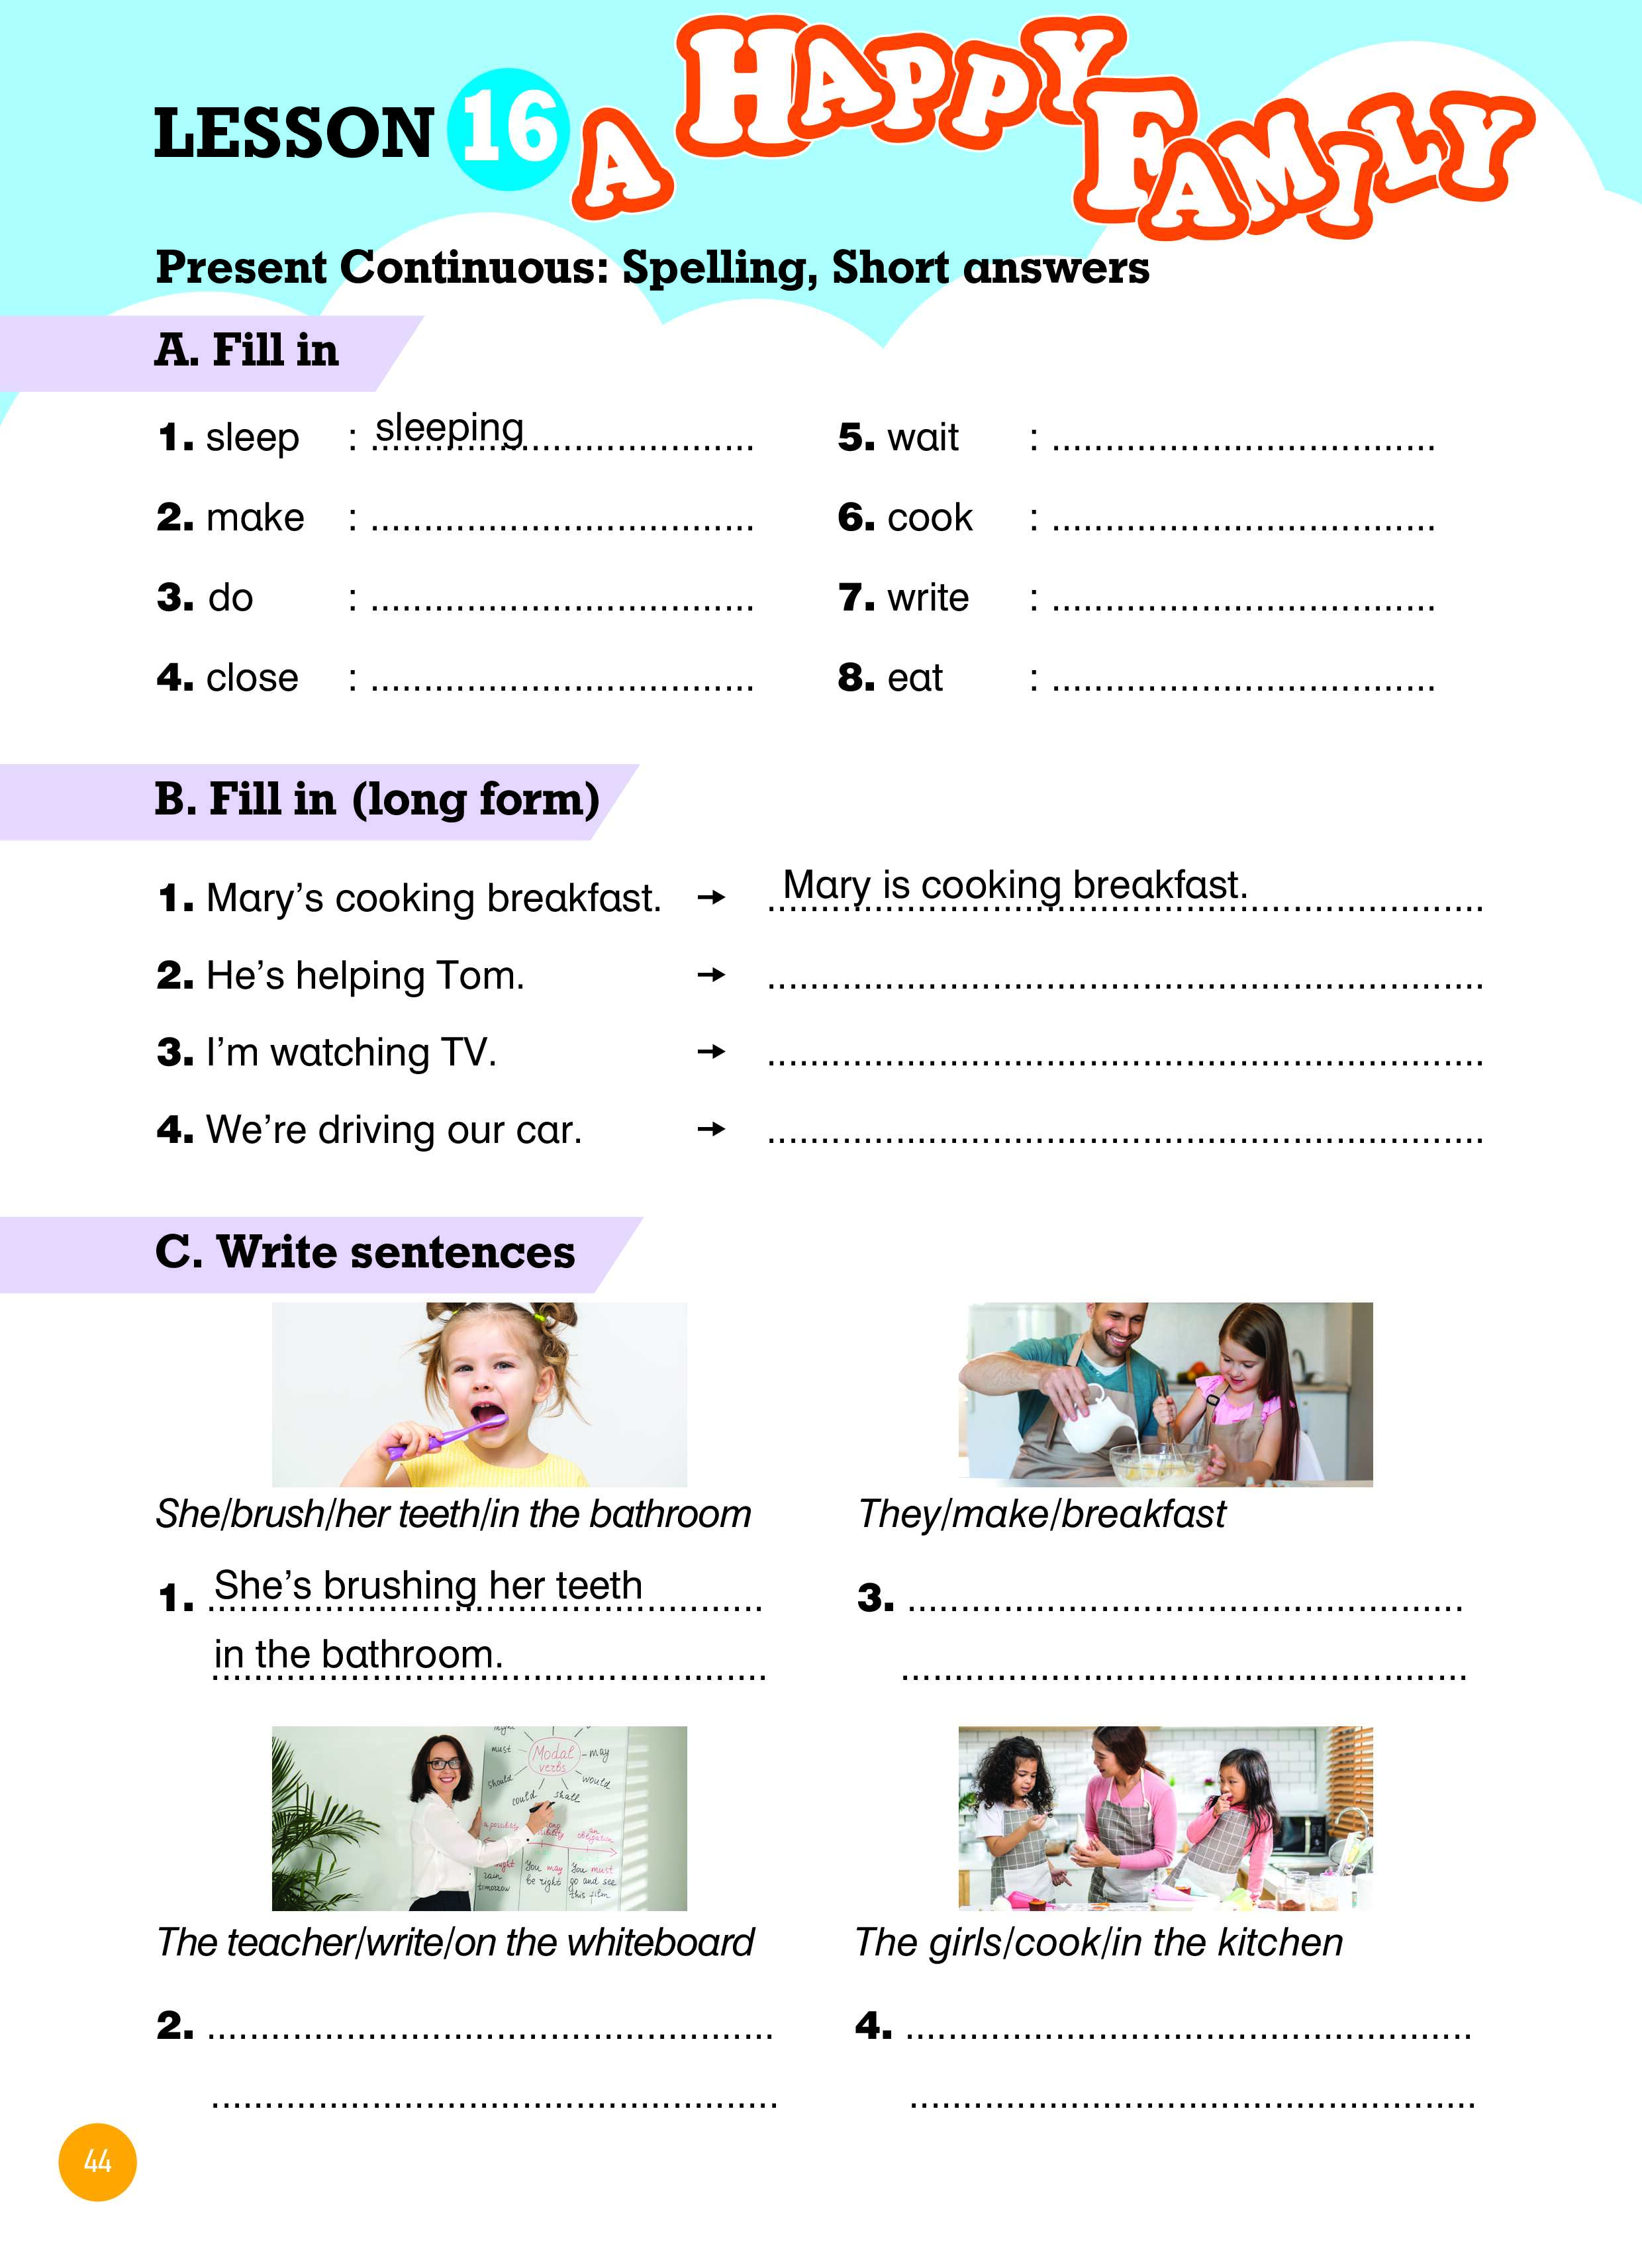 LESSON 16 A HAPPY FAMILY
Present Continuous: Spelling, Short answers
A. Fill in
1. sleep : sleeping
2. make : ....................................
3. do : ....................................
4. close : ....................................
5. wait : ....................................
6. cook : ....................................
7. write : ....................................
8. eat : ....................................
B. Fill in (long form)
1. Mary's cooking breakfast. → Mary is cooking breakfast.
2. He's helping Tom. → ....................................
3. I'm watching TV. → ....................................
4. We're driving our car. → ....................................
C. Write sentences
She/brush/her teeth/in the bathroom
1. She's brushing her teeth
in the bathroom.
They/make/breakfast
3. ....................................
....................................
must
Modal verbs
may
should
would
could
shall
a possibility
obligation
rain
tomorrow
You may
be right
You must
go and see
this film
The teacher/write/on the whiteboard
2. ....................................
....................................
The girls/cook/in the kitchen
4. ....................................
....................................
44